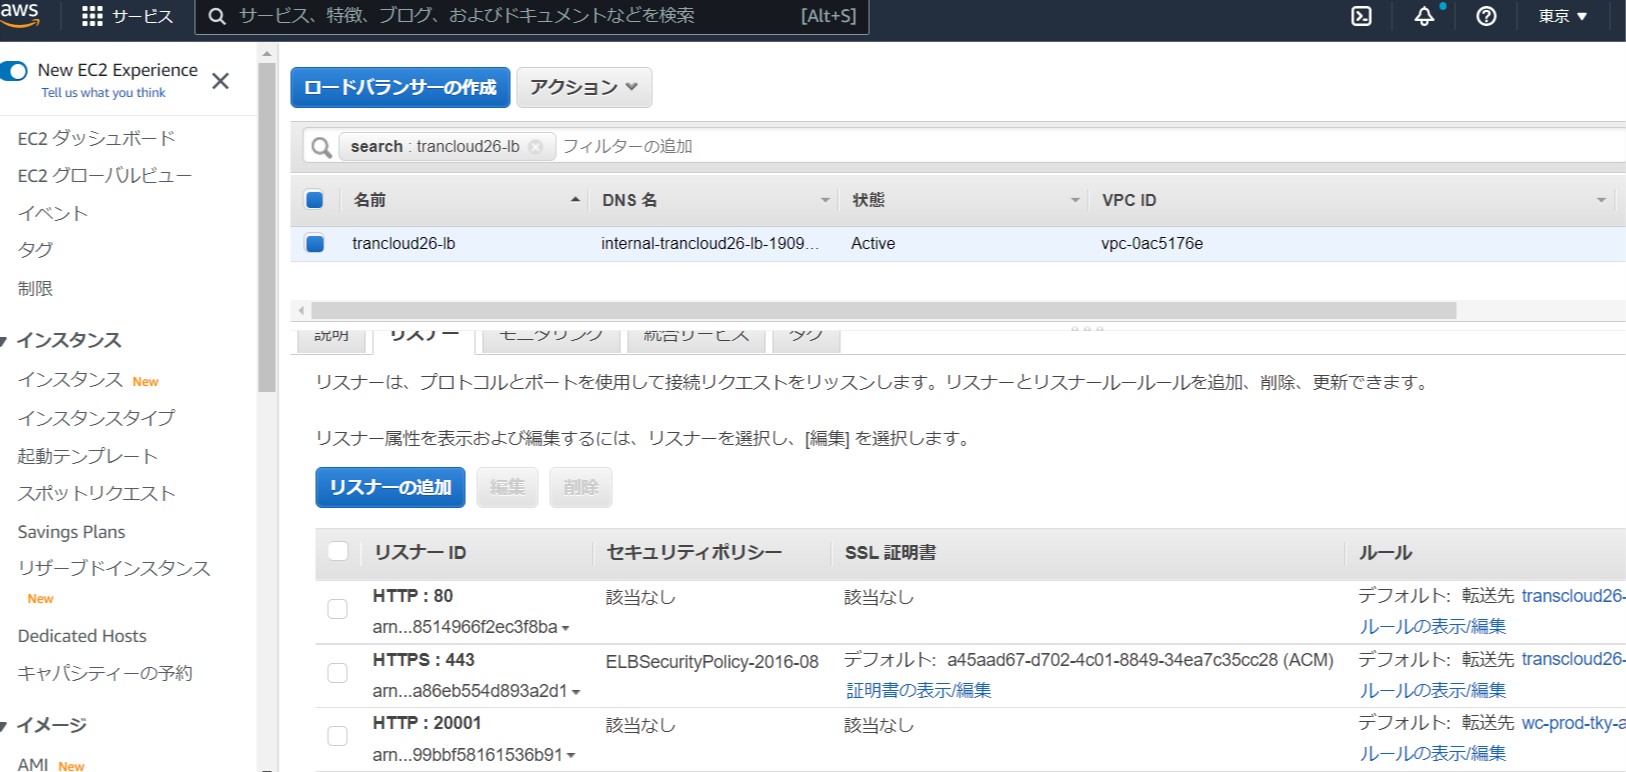 aws
サービス
サービス、特徴、ブログ、およびドキュメントなどを検索
[Alt+S]
東京
New EC2 Experience
Tell us what you think
EC2 ダッシュボード
EC2 グローバルビュー
イベント
タグ
制限
インスタンス
インスタンス New
インスタンスタイプ
起動テンプレート
スポットリクエスト
Savings Plans
リザーブドインスタンス
New
Dedicated Hosts
キャパシティーの予約
イメージ
AMI New
ロードバランサーの作成
アクション
search : trancloud26-lb
フィルターの追加
名前 DNS 名 状態 VPC ID
trancloud26-lb internal-trancloud26-lb-1909... Active vpc-0ac5176e
説明 リスナー モニタリング 統合サービス タグ
リスナーは、プロトコルとポートを使用して接続リクエストをリッスンします。リスナーとリスナールールルールを追加、削除、更新できます。
リスナー属性を表示および編集するには、リスナーを選択し、[編集] を選択します。
リスナーの追加 編集 削除
リスナー ID セキュリティポリシー SSL 証明書 ルール
HTTP : 80 該当なし 該当なし デフォルト: 転送先 transcloud26-
arn...8514966f2ec3f8ba ルールの表示/編集
HTTPS : 443 ELBSecurityPolicy-2016-08 デフォルト: a45aad67-d702-4c01-8849-34ea7c35cc28 (ACM) デフォルト: 転送先 transcloud26-
arn...a86eb554d893a2d1 証明書の表示/編集 ルールの表示/編集
HTTP : 20001 該当なし 該当なし デフォルト: 転送先 wc-prod-tky-a
arn...99bbf58161536b91 ルールの表示/編集